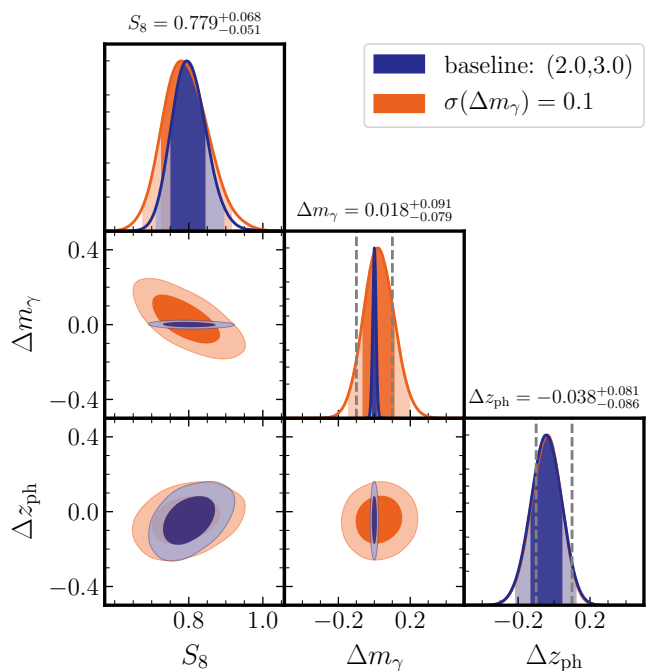 S₈ = 0.779⁺⁰·⁰⁶⁸₋₀.₀₅₁
baseline: (2.0,3.0)
σ(Δm_γ) = 0.1
Δm_γ = 0.018⁺⁰·⁰⁹¹₋₀.₀₇₉
0.4
0.0
−0.4
Δm_γ
Δz_ph = −0.038⁺⁰·⁰⁸¹₋₀.₀₈₆
0.4
0.0
−0.4
Δz_ph
0.8 1.0
−0.2 0.2
−0.2 0.2
S₈
Δm_γ
Δz_ph